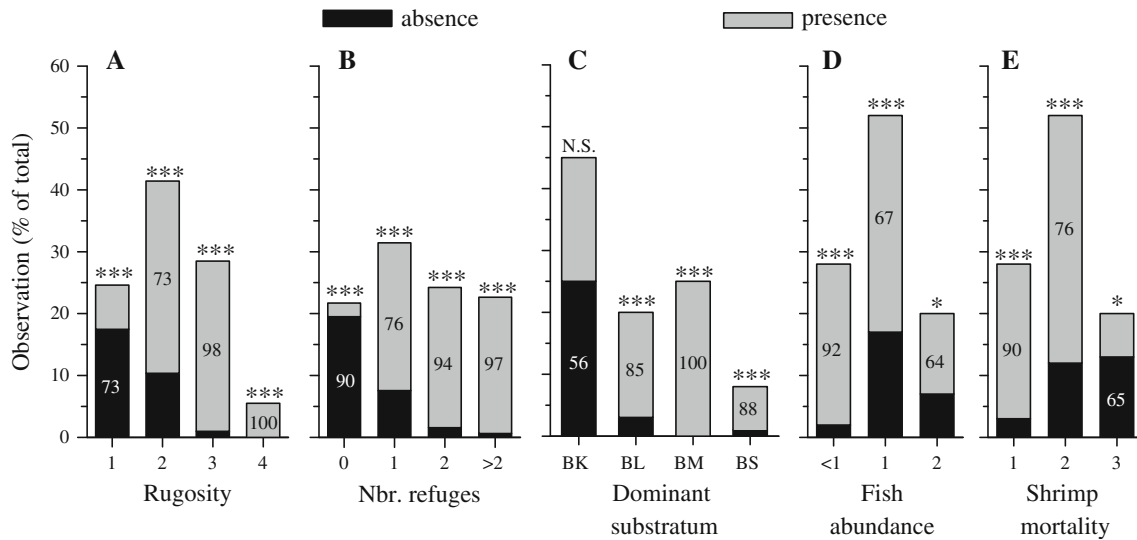 absence presence
A B C D E
Observation (% of total)
60
50
40
30
20
10
0
*** *** *** ***
73 73 98 100
1 2 3 4
Rugosity
*** *** *** ***
90 76 94 97
0 1 2 >2
Nbr. refuges
N.S. *** *** ***
56 85 100 88
BK BL BM BS
Dominant
substratum
*** *** *
92 67 64
<1 1 2
Fish
abundance
*** *** *
90 76 65
1 2 3
Shrimp
mortality